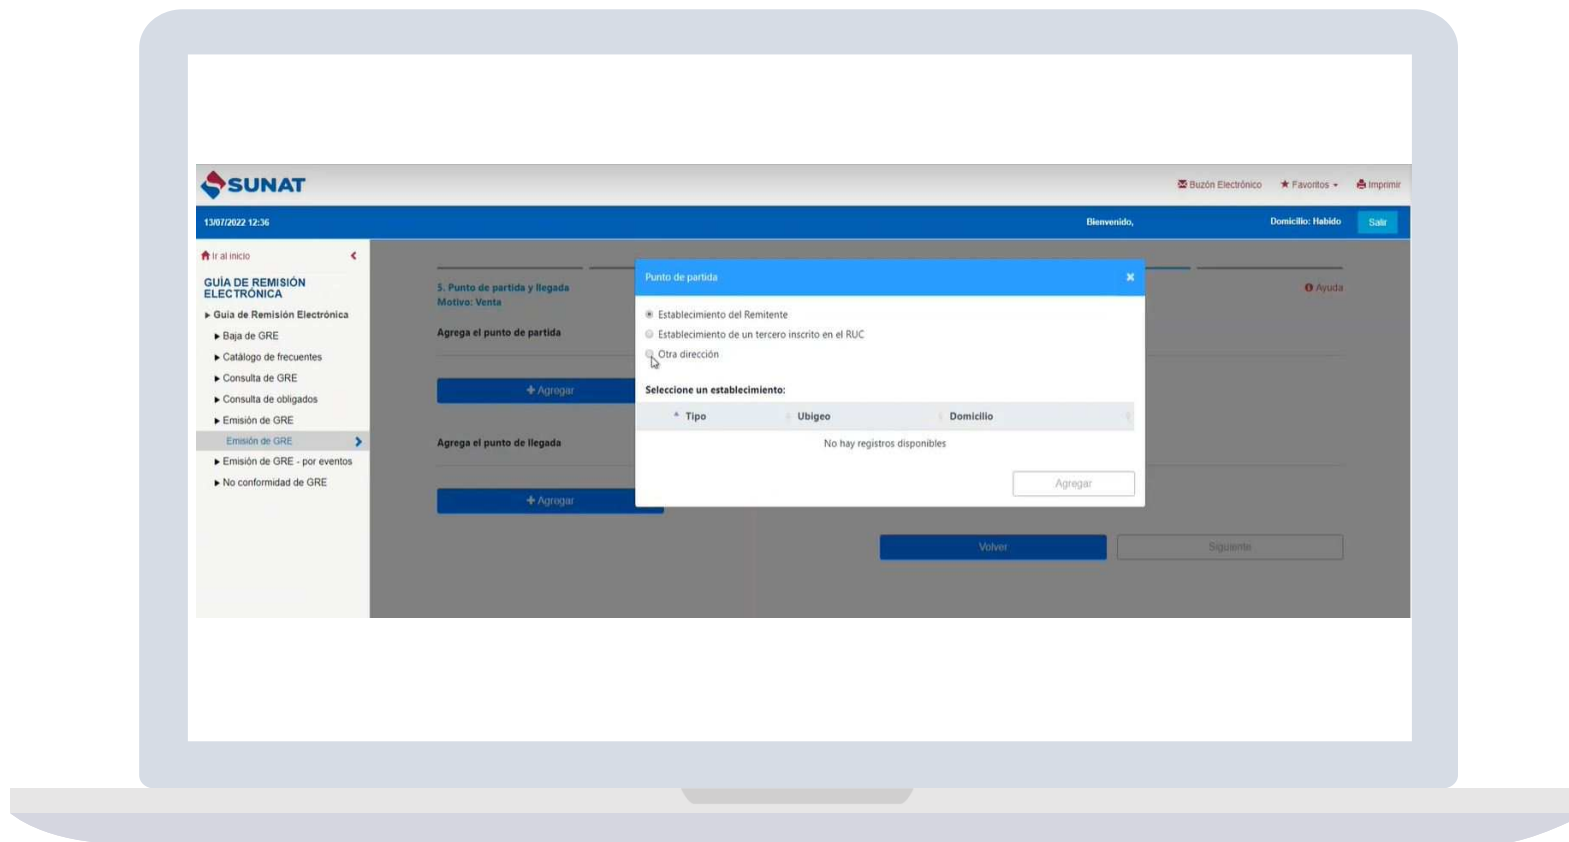 SUNAT
Buzón Electrónico
Favoritos
Imprimir
13/07/2022 12:36
Bienvenido,
Domicilio: Habido
Salir
Ir al inicio
GUÍA DE REMISIÓN
ELECTRÓNICA
Guia de Remisión Electrónica
Baja de GRE
Catálogo de frecuentes
Consulta de GRE
Consulta de obligados
Emisión de GRE
Emisión de GRE
Emisión de GRE - por eventos
No conformidad de GRE
5. Punto de partida y llegada
Motivo: Venta
Ayuda
Agrega el punto de partida
+ Agregar
Agrega el punto de llegada
+ Agregar
Punto de partida
Establecimiento del Remitente
Establecimiento de un tercero inscrito en el RUC
Otra dirección
Seleccione un establecimiento:
Tipo Ubigeo Domicilio
No hay registros disponibles
Agregar
Volver
Siguiente